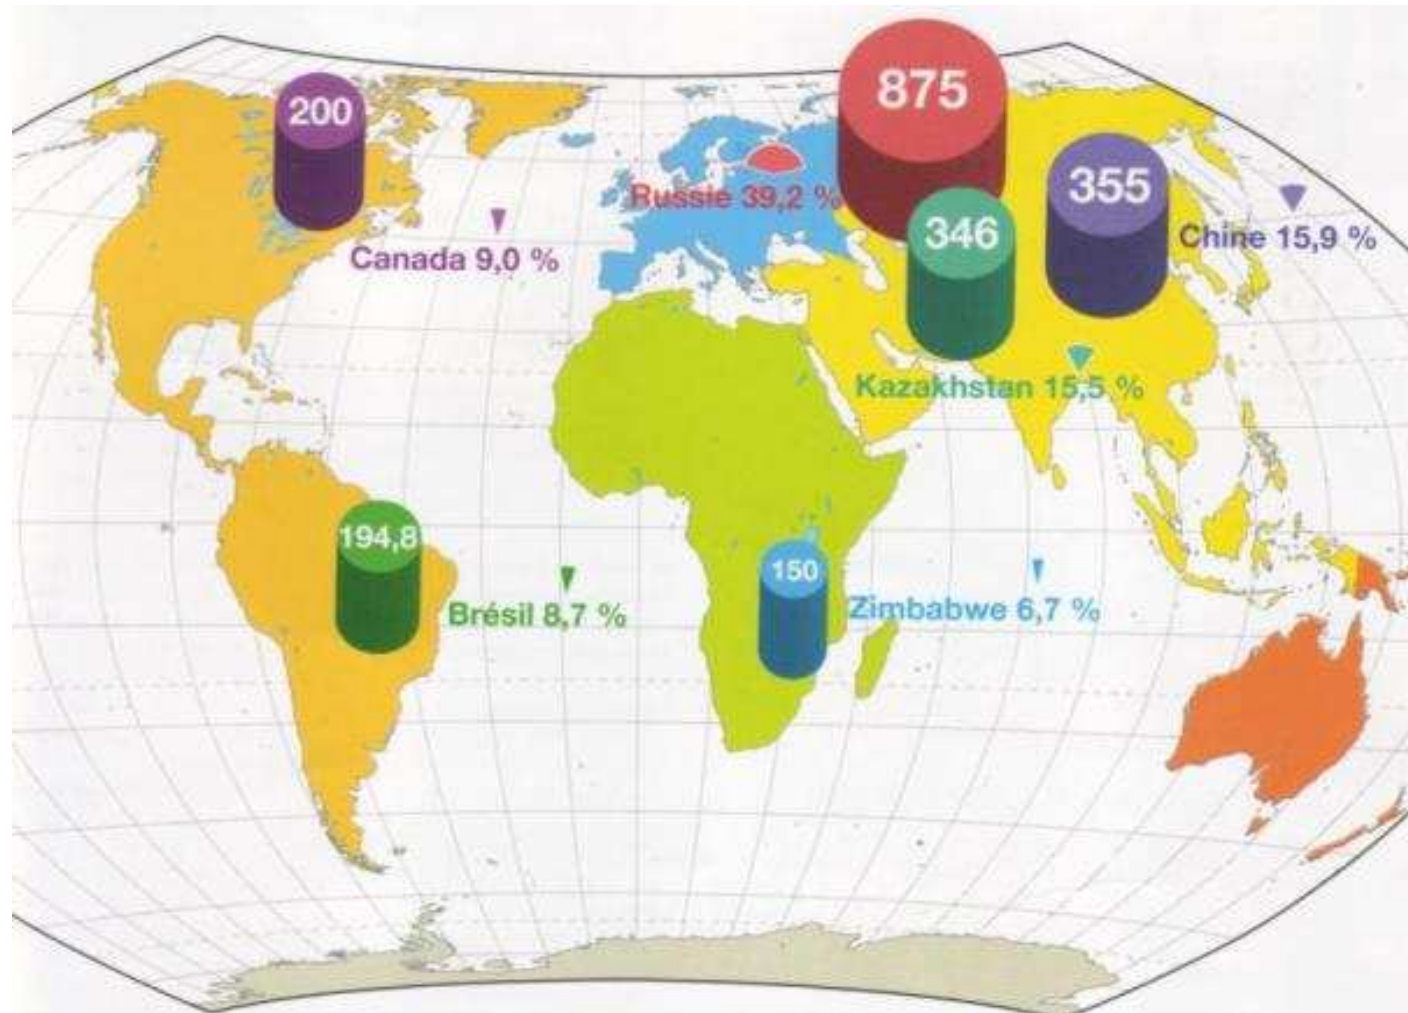 875
200
355
Russie 39,2 %
346
Chine 15,9 %
Canada 9,0 %
Kazakhstan 15,5 %
194,8
150
Brésil 8,7 %
Zimbabwe 6,7 %